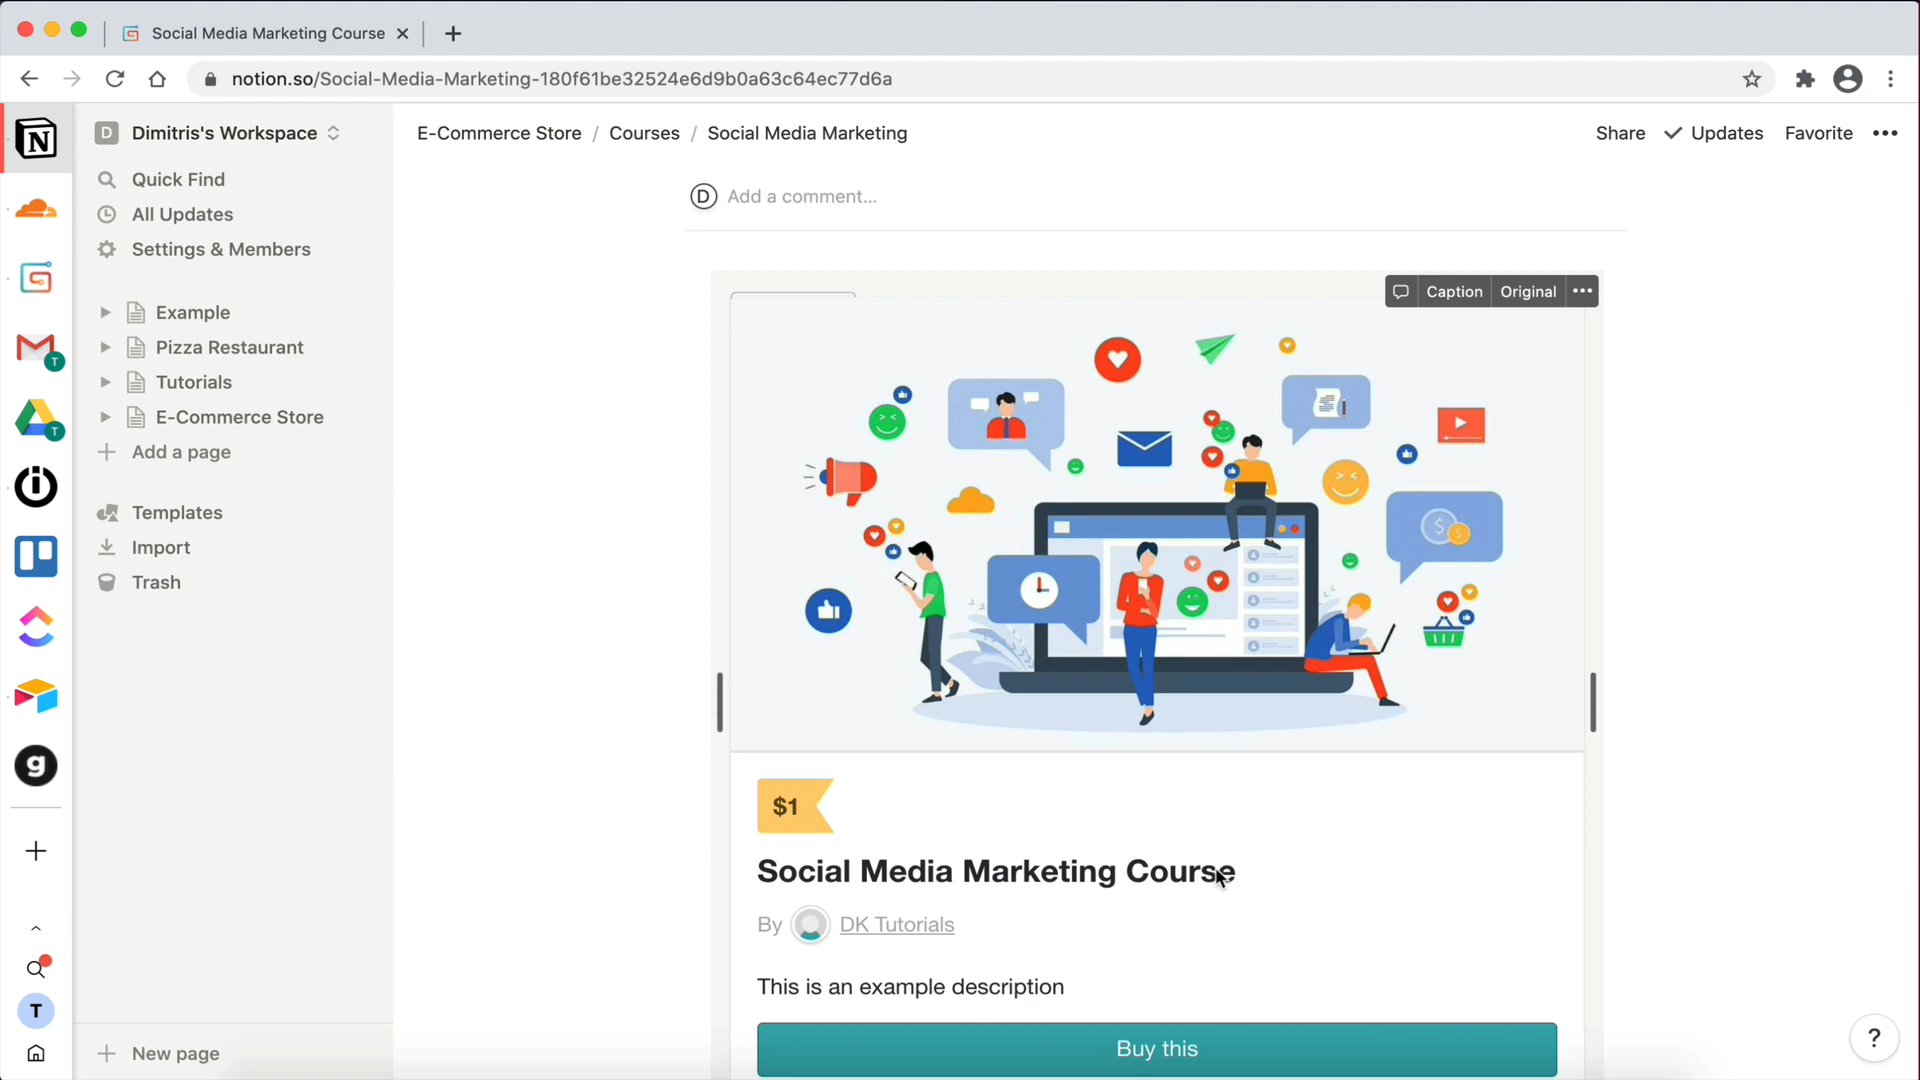 Social Media Marketing Course
notion.so/Social-Media-Marketing-180f61be32524e6d9b0a63c64ec77d6a
D Dimitris's Workspace
E-Commerce Store / Courses / Social Media Marketing
Share Updates Favorite
Quick Find
All Updates
Settings & Members
Example
Pizza Restaurant
Tutorials
E-Commerce Store
Add a page
Templates
Import
Trash
New page
N
T
T
g
T
D Add a comment...
Caption Original
$ $
$1
Social Media Marketing Course
By DK Tutorials
This is an example description
Buy this
?